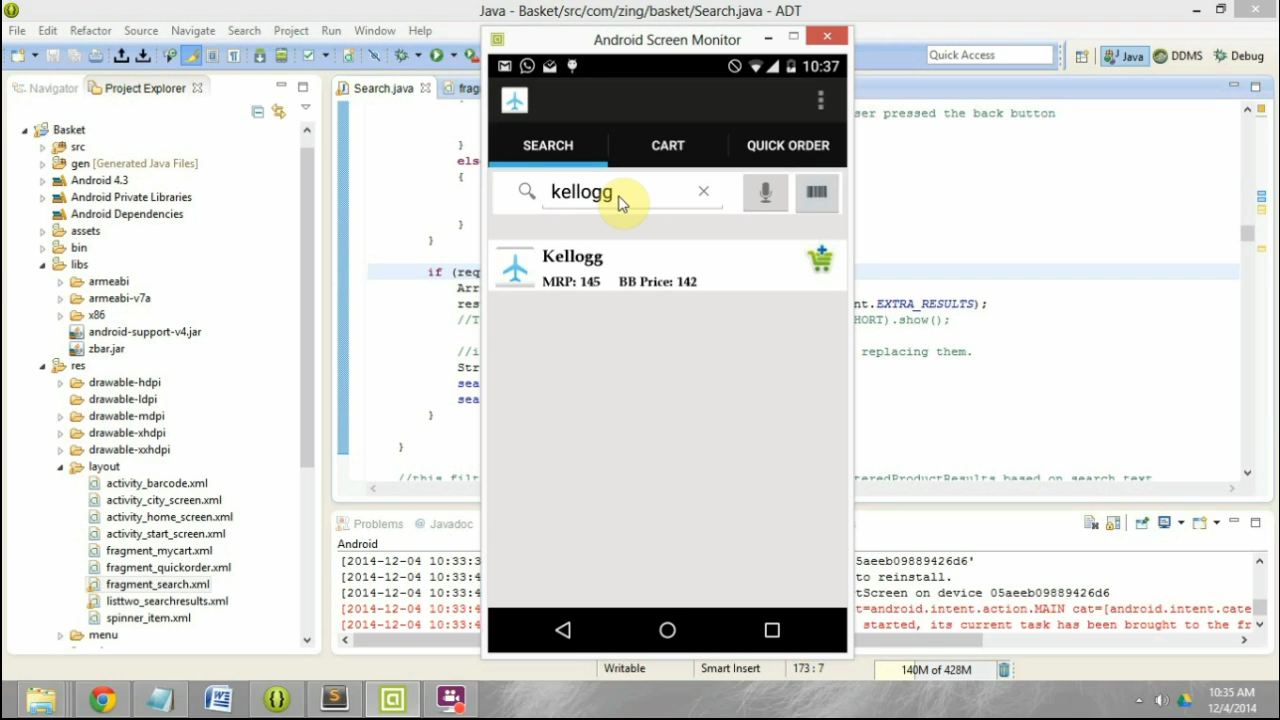 Java - Basket/src/com/zing/basket/Search.java - ADT
File Edit Refactor Source Navigate Search Project Run Window Help
Quick Access
Java
DDMS
Debug
Navigator
Project Explorer
Basket
src
gen [Generated Java Files]
Android 4.3
Android Private Libraries
Android Dependencies
assets
bin
libs
armeabi
armeabi-v7a
x86
android-support-v4.jar
zbar.jar
res
drawable-hdpi
drawable-ldpi
drawable-mdpi
drawable-xhdpi
drawable-xxhdpi
layout
activity_barcode.xml
activity_city_screen.xml
activity_home_screen.xml
activity_start_screen.xml
fragment_mycart.xml
fragment_quickorder.xml
fragment_search.xml
listtwo_searchresults.xml
spinner_item.xml
menu
Search.java
frag
ser pressed the back button
}
else
{
}
}
if (req
Arr
res
nt.EXTRA_RESULTS);
//T
HORT).show();
//i
replacing them.
Str
sea
sea
}
}
//this filt
teredProductResults based on search text
Android Screen Monitor
10:37
SEARCH
CART
QUICK ORDER
kellogg
Kellogg
MRP: 145 BB Price: 142
Problems
@ Javadoc
Android
[2014-12-04 10:33:3
5aeeb09889426d6'
[2014-12-04 10:33:4
to reinstall.
[2014-12-04 10:33:4
tScreen on device 05aeeb09889426d6
[2014-12-04 10:33:4
t=android.intent.action.MAIN cat=[android.intent.cate
[2014-12-04 10:33:4
started, its current task has been brought to the fr
Writable
Smart Insert
173 : 7
140M of 428M
10:35 AM
12/4/2014